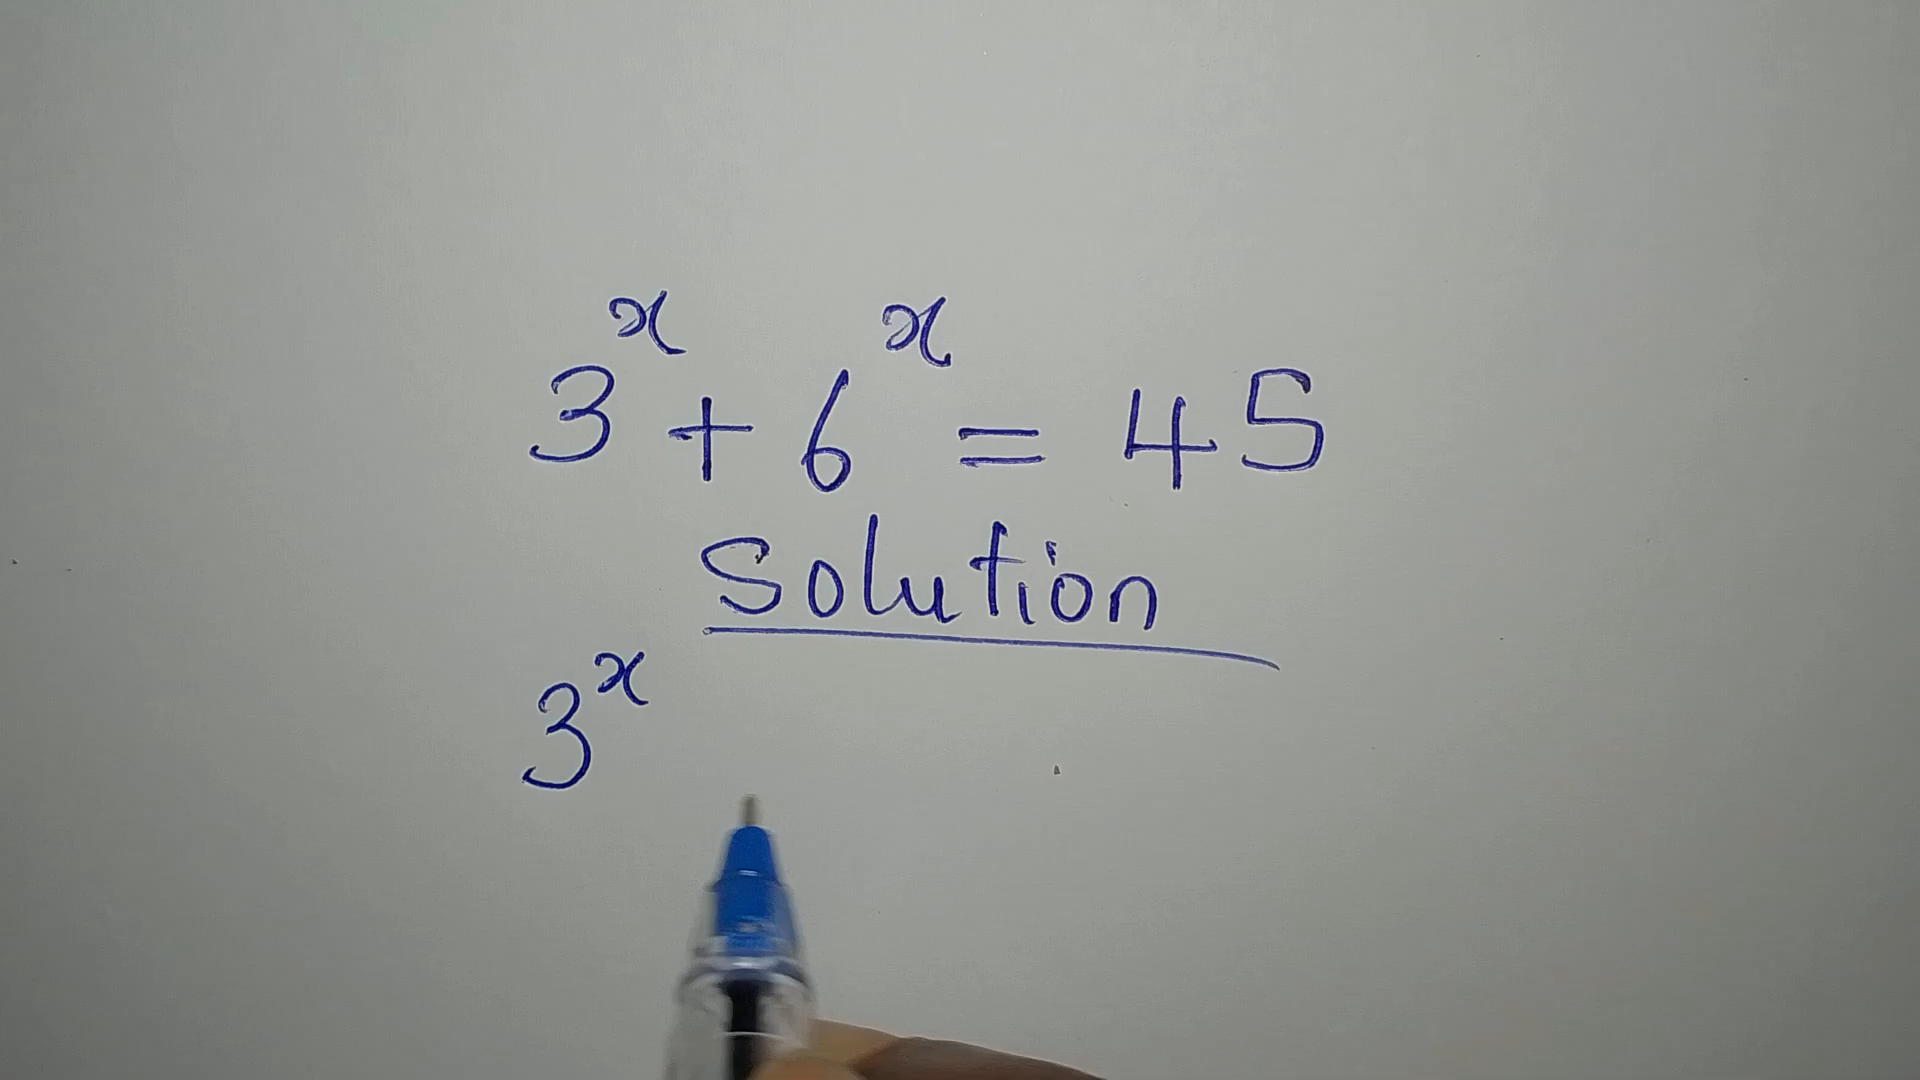 3^x + 6^x = 45
Solution
3^x